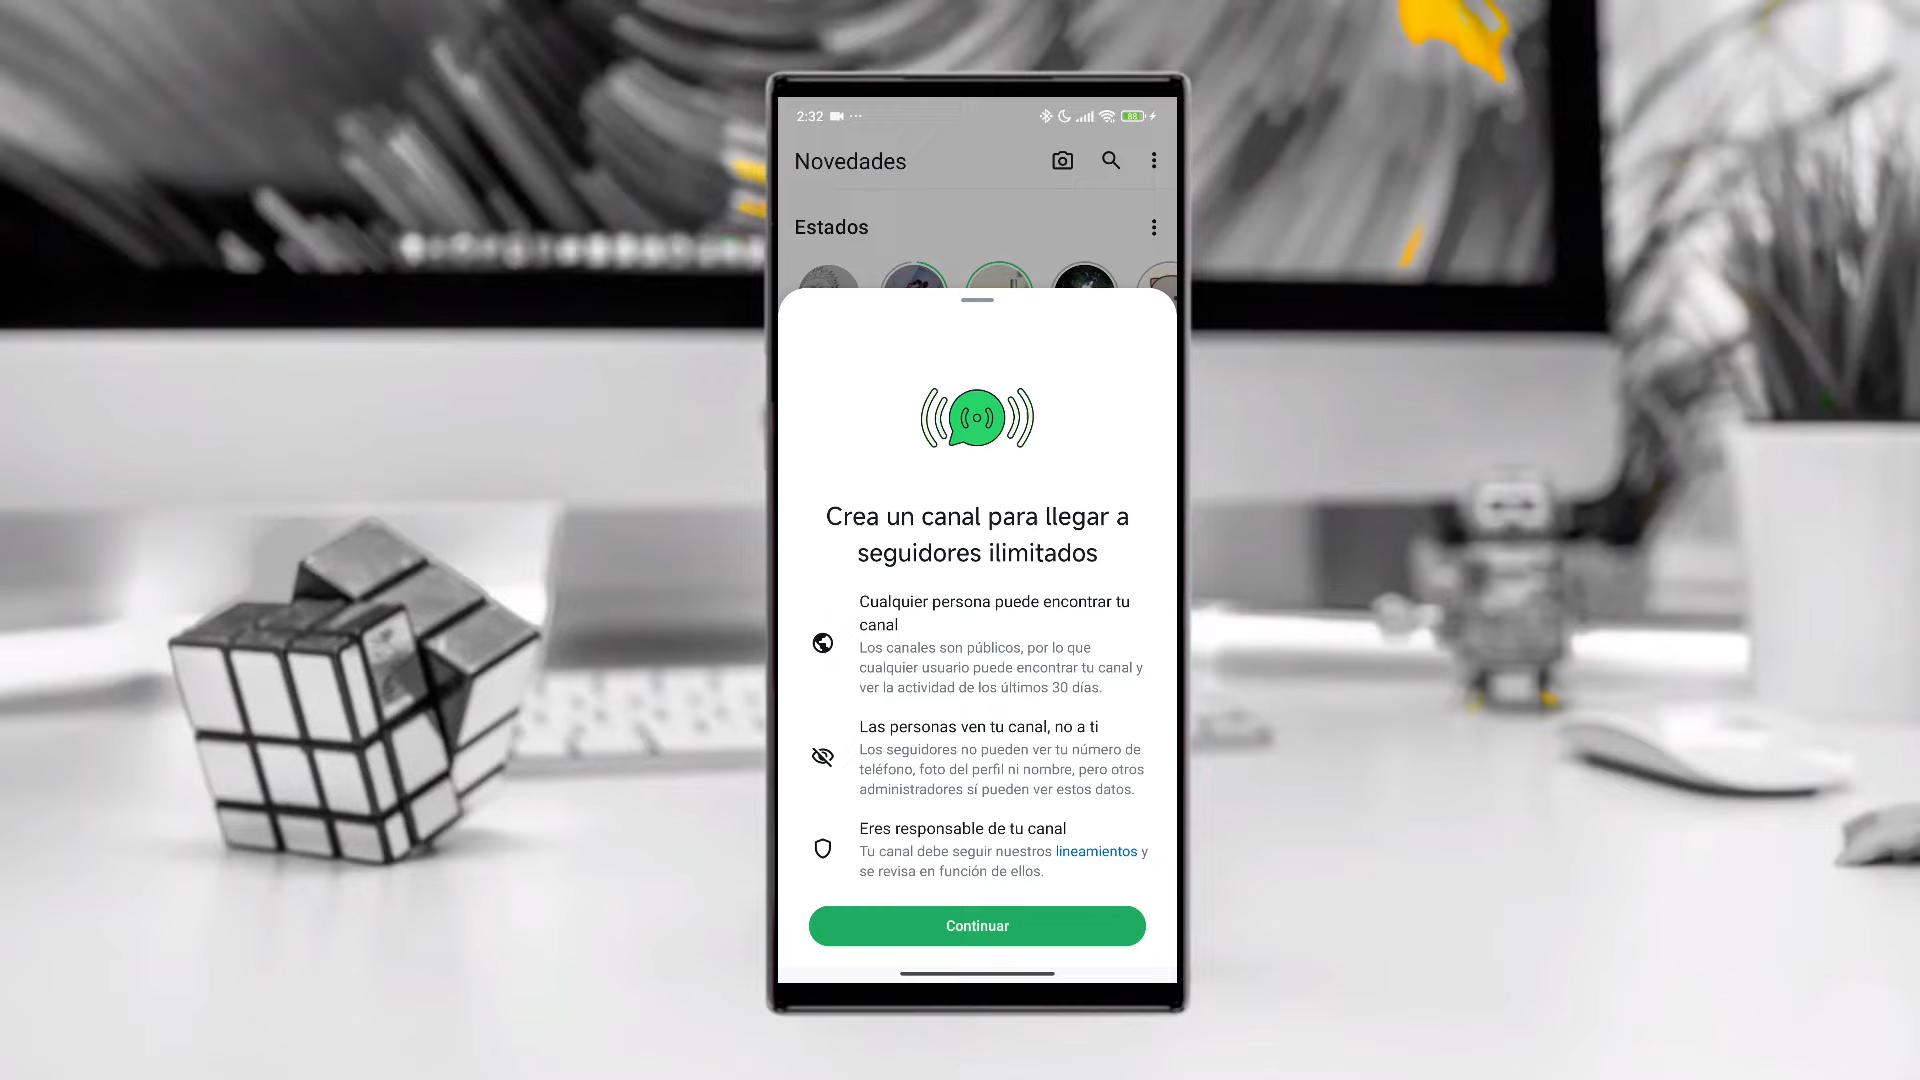 2:32
88
Novedades
Estados
Crea un canal para llegar a
seguidores ilimitados
Cualquier persona puede encontrar tu
canal
Los canales son públicos, por lo que
cualquier usuario puede encontrar tu canal y
ver la actividad de los últimos 30 días.
Las personas ven tu canal, no a ti
Los seguidores no pueden ver tu número de
teléfono, foto del perfil ni nombre, pero otros
administradores sí pueden ver estos datos.
Eres responsable de tu canal
Tu canal debe seguir nuestros lineamientos y
se revisa en función de ellos.
Continuar